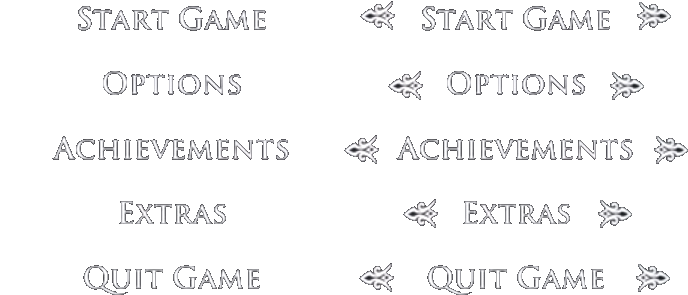 Start Game Start Game
Options Options
Achievements Achievements
Extras Extras
Quit Game Quit Game